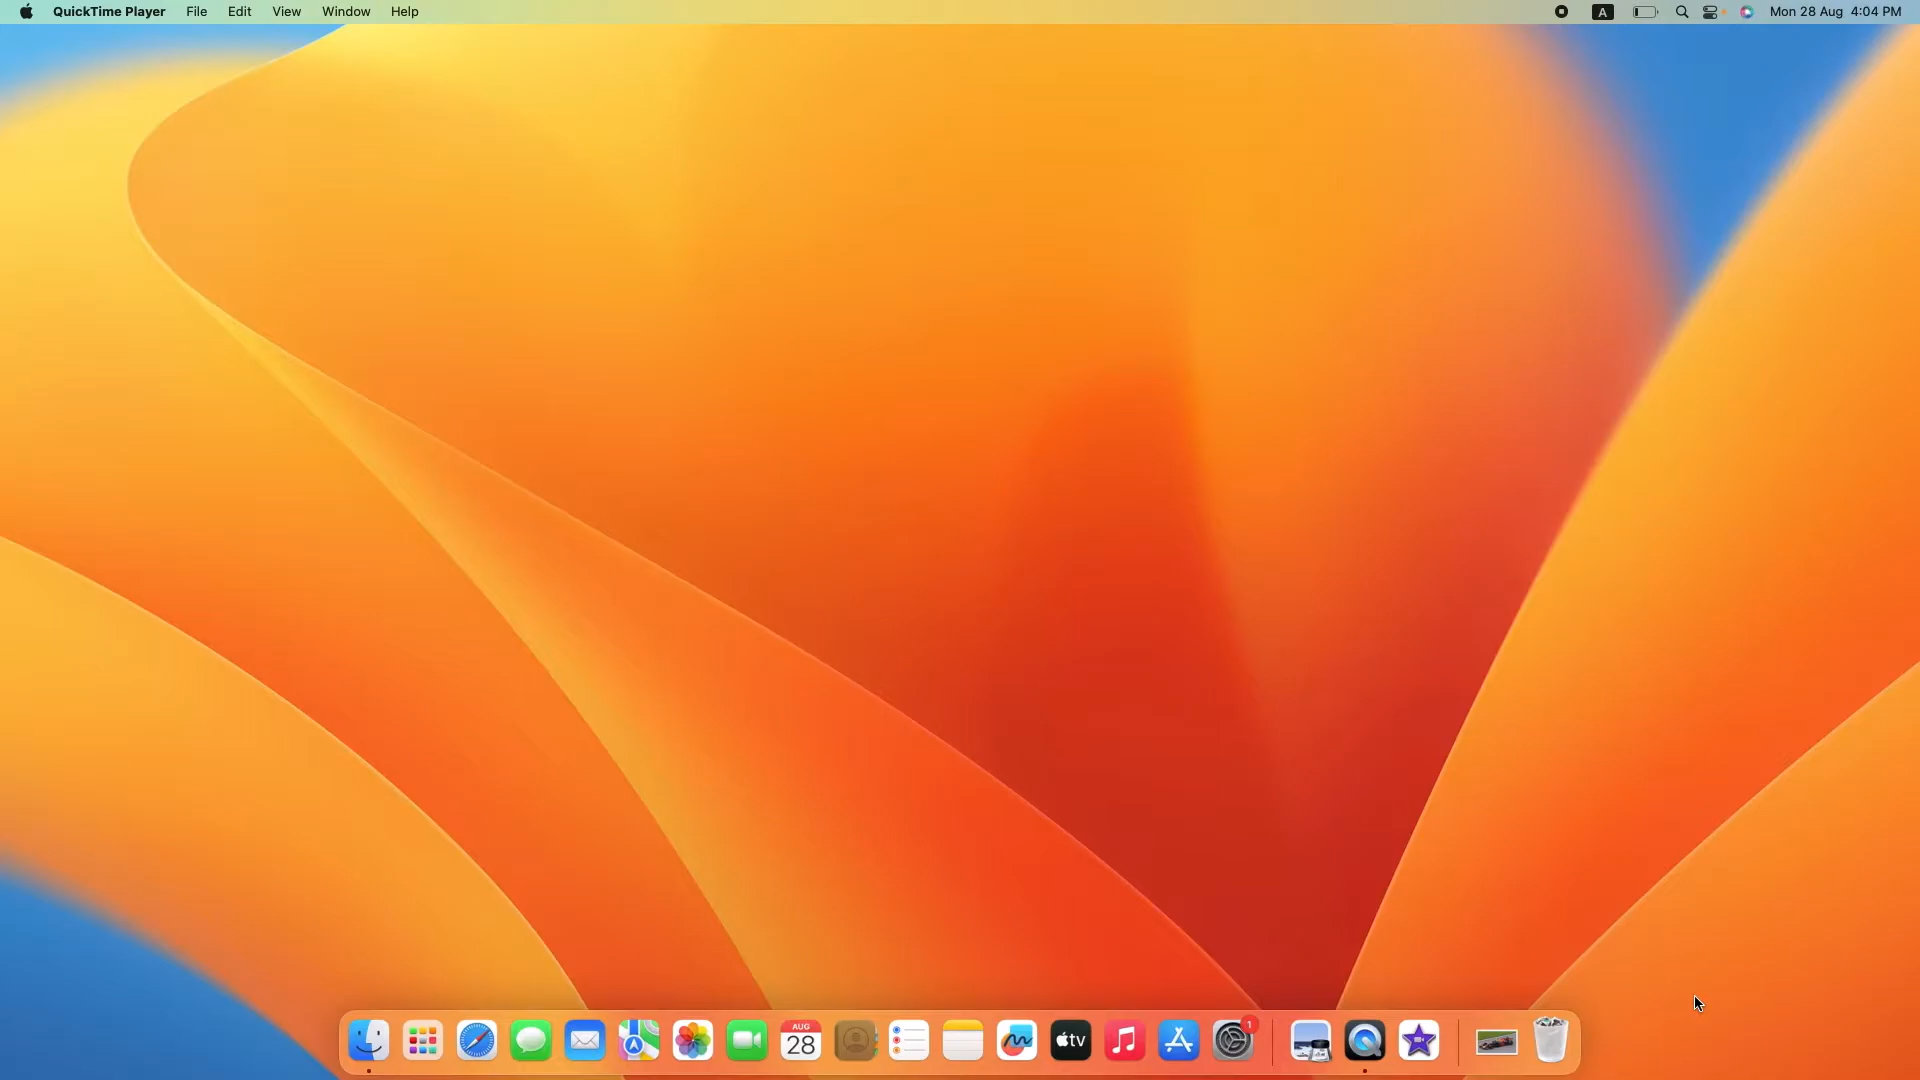 QuickTime Player File Edit View Window Help A Mon 28 Aug 4:04 PM
AUG
28
tv
1